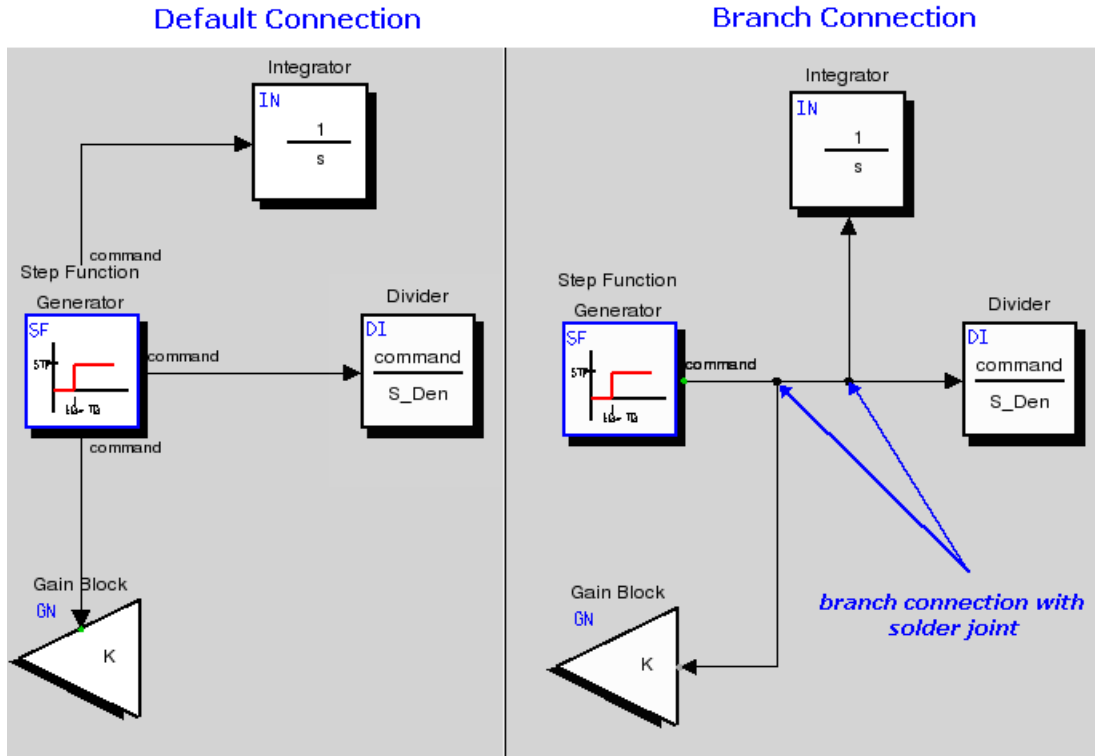 Default Connection
Integrator
IN
1
s
command
Step Function
Generator
SF
STP
command
Divider
DI
command
S_Den
command
Gain Block
GN
K
Branch Connection
Integrator
IN
1
s
Step Function
Generator
SF
STP
command
Divider
DI
command
S_Den
branch connection with
solder joint
Gain Block
GN
K